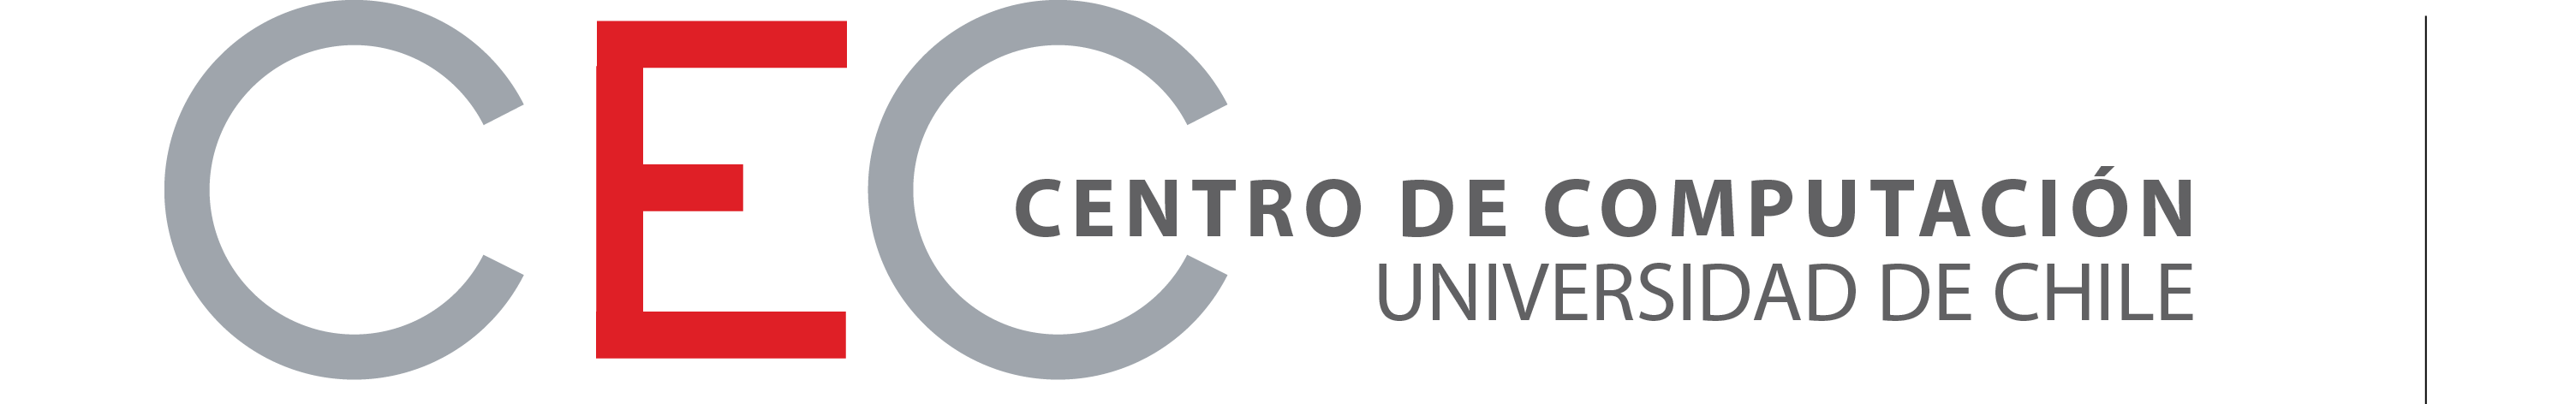 CEC
CENTRO DE COMPUTACIÓN
UNIVERSIDAD DE CHILE